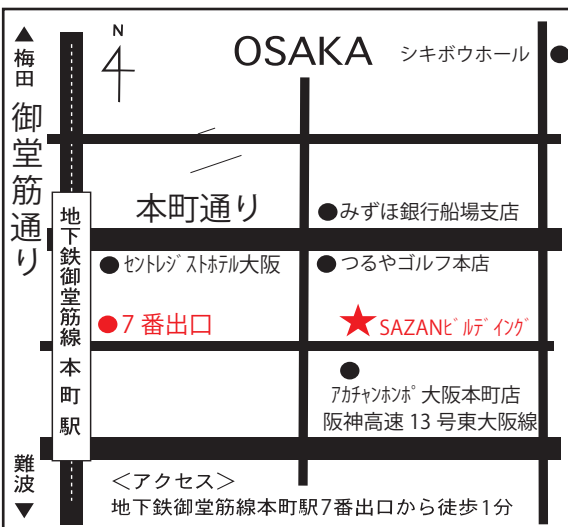 N
OSAKA
シキボウホール
▲梅田
御堂筋通り
本町通り
みずほ銀行船場支店
地下鉄御堂筋線 本町駅
セントレジストホテル大阪
つるやゴルフ本店
7番出口
SAZANビルディング
アカチャンホンポ大阪本町店
阪神高速13号東大阪線
難波▼
＜アクセス＞
地下鉄御堂筋線本町駅7番出口から徒歩1分